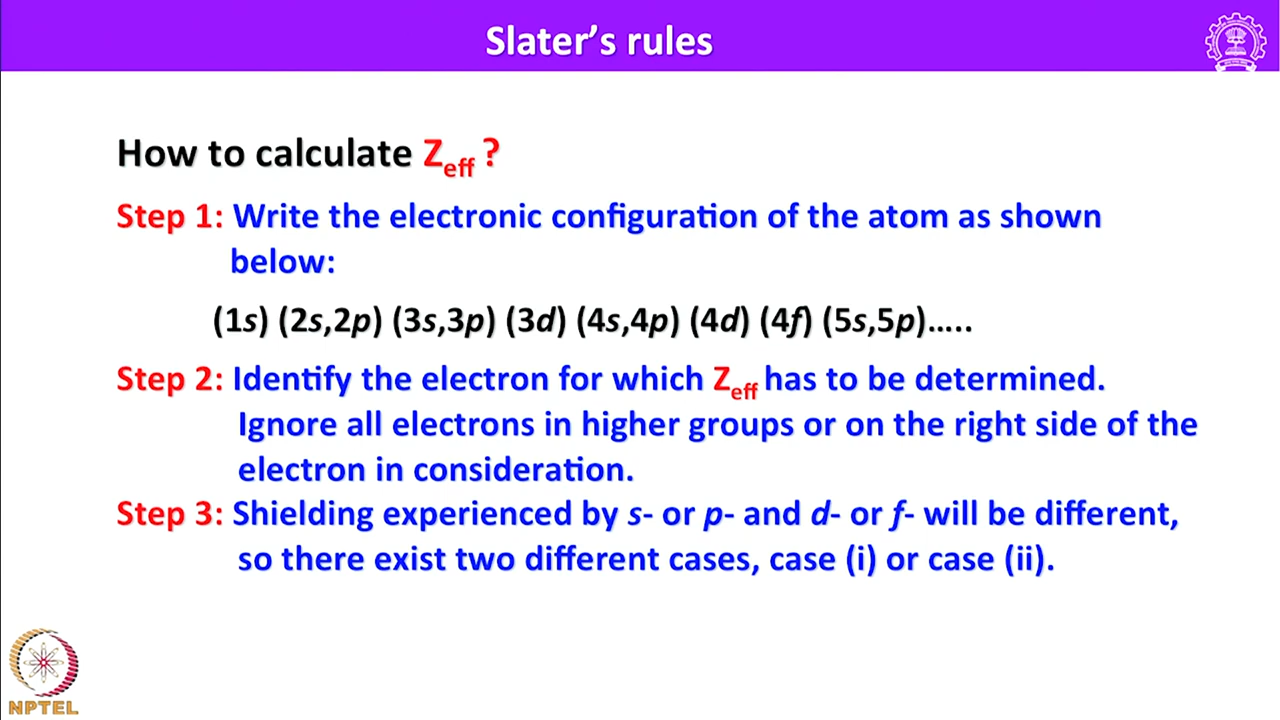 Slater's rules
How to calculate Zeff ?
Step 1: Write the electronic configuration of the atom as shown
below:
(1s) (2s,2p) (3s,3p) (3d) (4s,4p) (4d) (4f) (5s,5p)…..
Step 2: Identify the electron for which Zeff has to be determined.
Ignore all electrons in higher groups or on the right side of the
electron in consideration.
Step 3: Shielding experienced by s- or p- and d- or f- will be different,
so there exist two different cases, case (i) or case (ii).
NPTEL